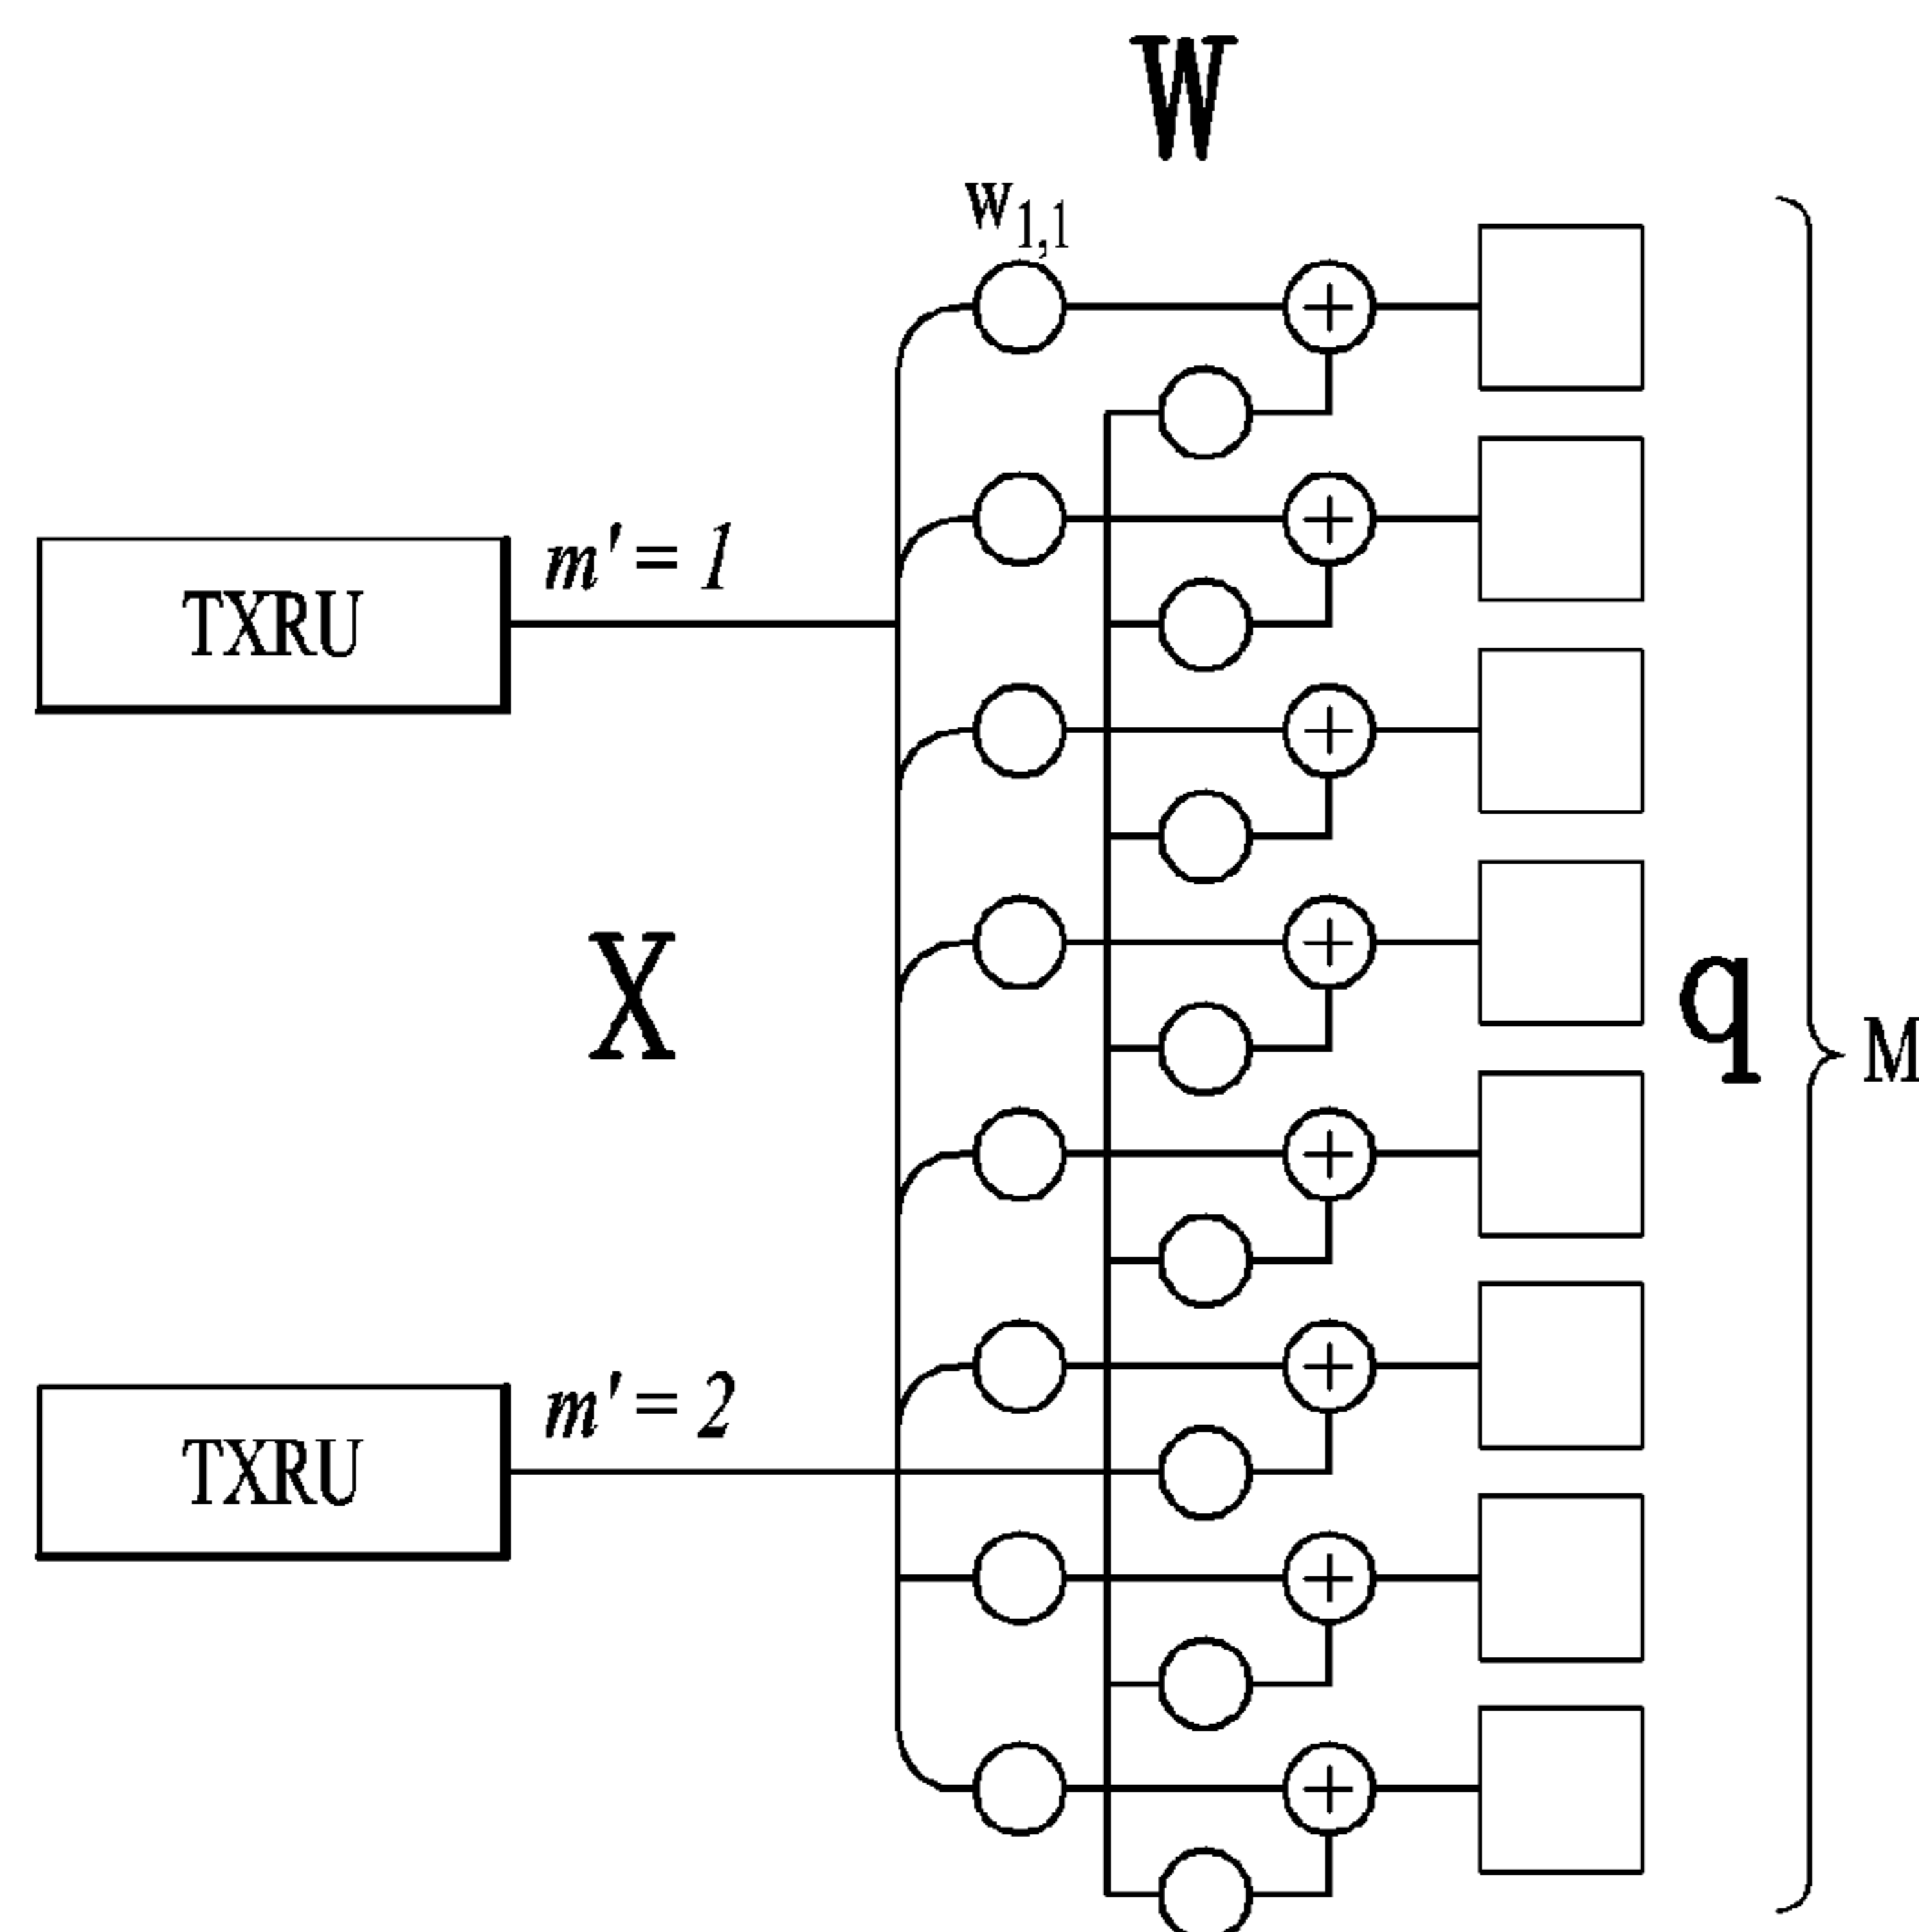 W
w1,1
m' = 1
TXRU
X
q
M
m' = 2
TXRU